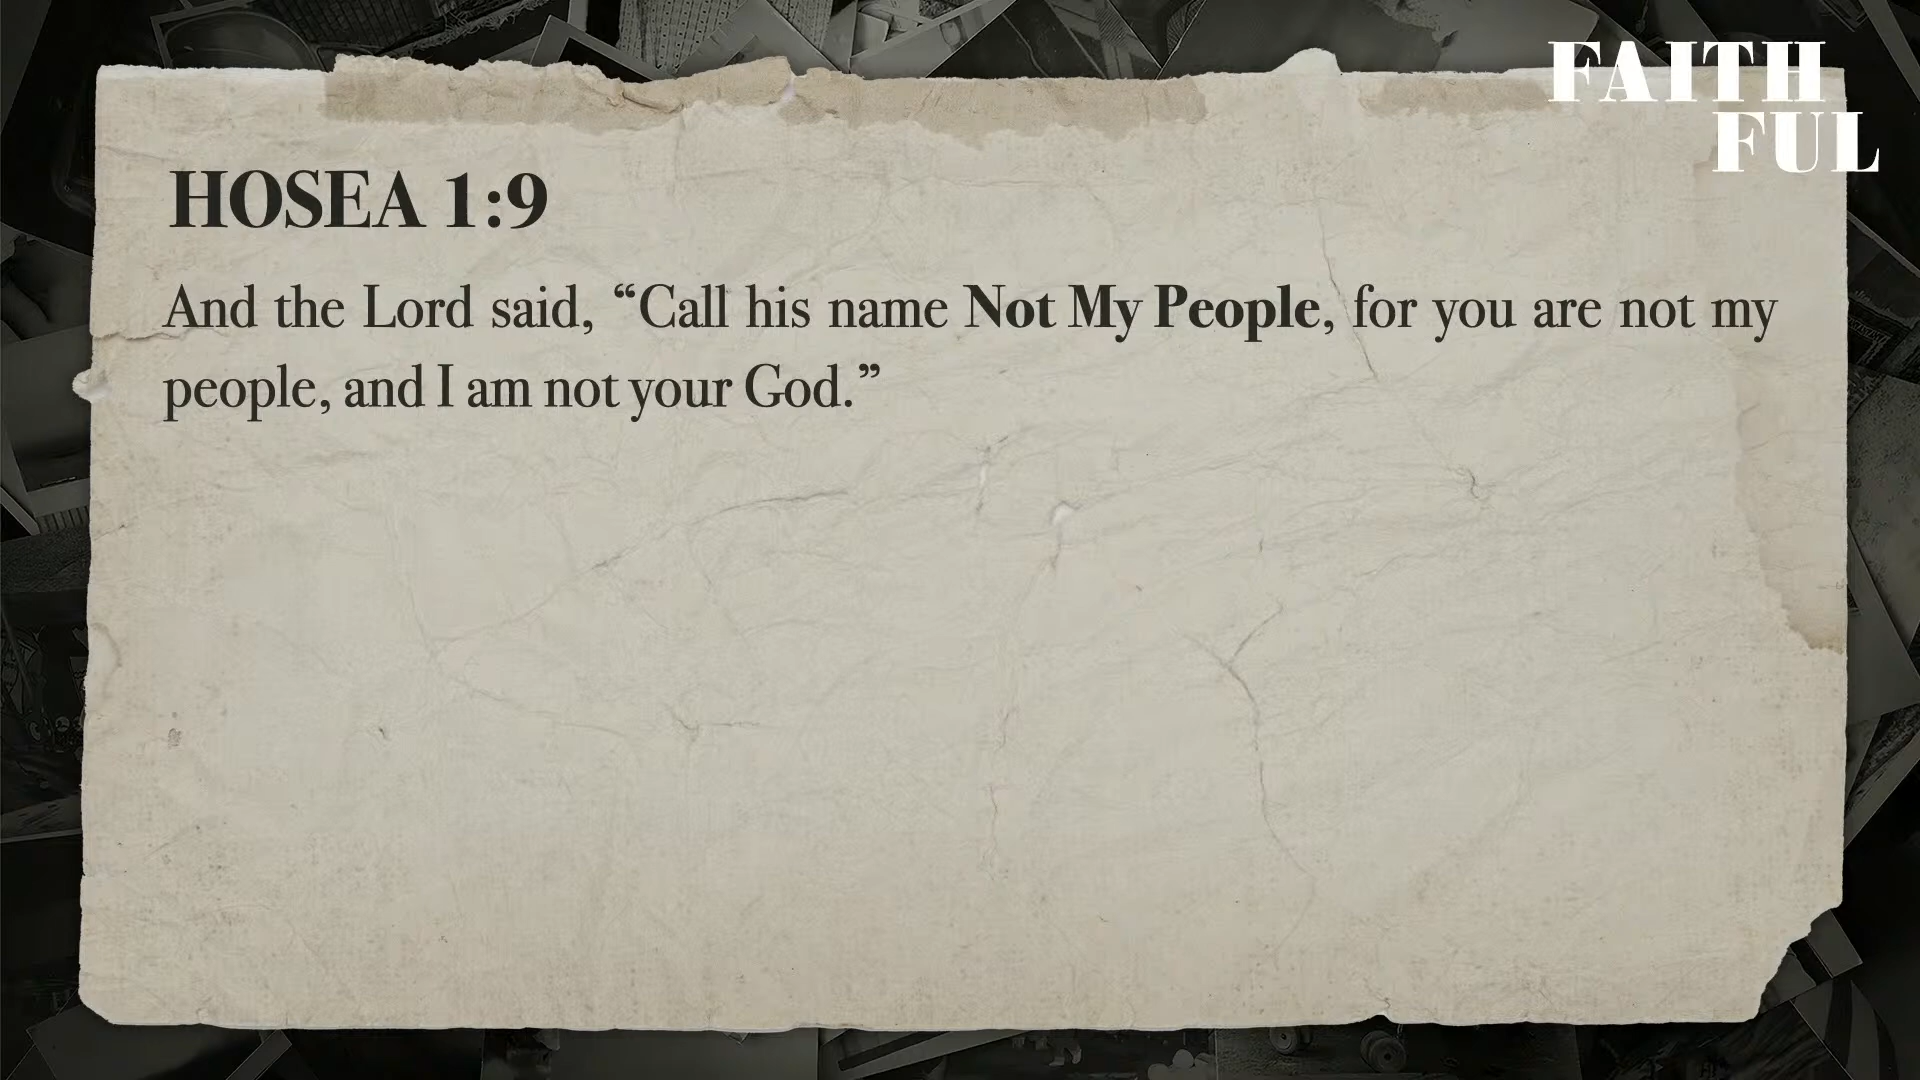 FAITH
FUL
HOSEA 1:9
And the Lord said, “Call his name Not My People, for you are not my
people, and I am not your God.”